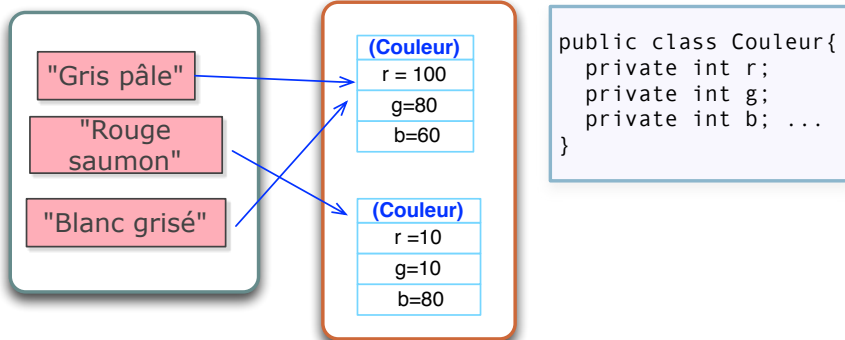 "Gris pâle"
"Rouge
saumon"
"Blanc grisé"
(Couleur)
r = 100
g=80
b=60
(Couleur)
r =10
g=10
b=80
public class Couleur{
  private int r;
  private int g;
  private int b; ...
}